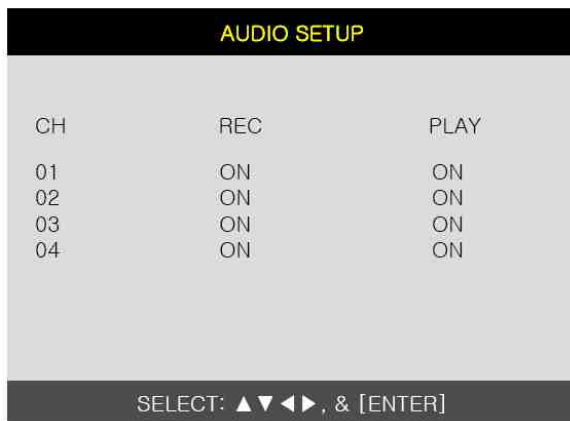 AUDIO SETUP
CH REC PLAY
01 ON ON
02 ON ON
03 ON ON
04 ON ON
SELECT: ▲▼◀▶, & [ENTER]